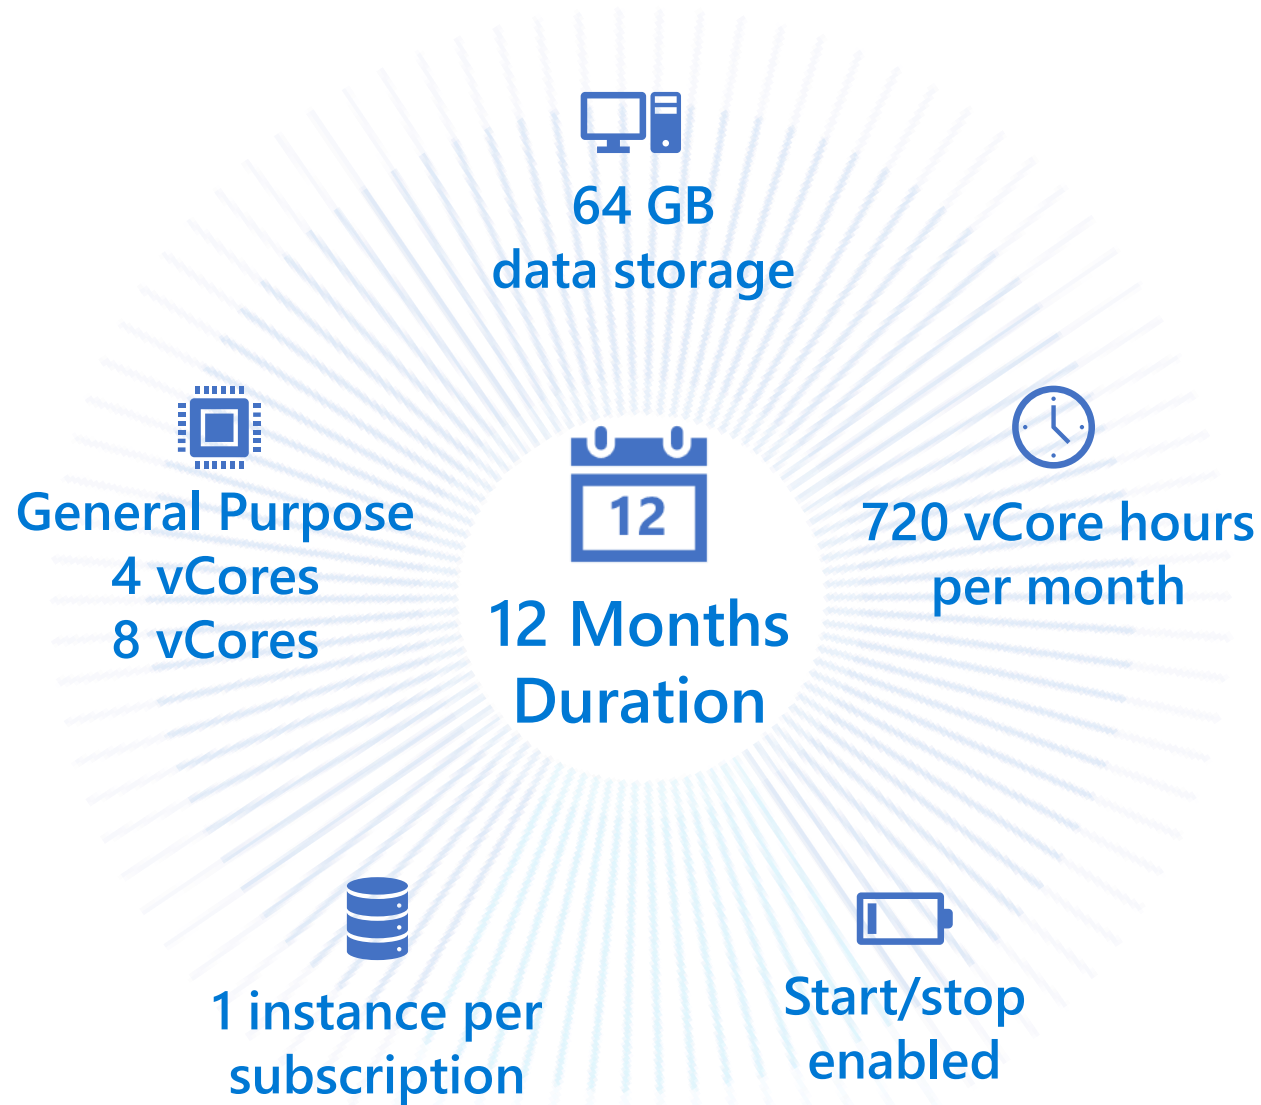 64 GB
data storage
General Purpose
4 vCores
8 vCores
12
12 Months
Duration
720 vCore hours
per month
1 instance per
subscription
Start/stop
enabled